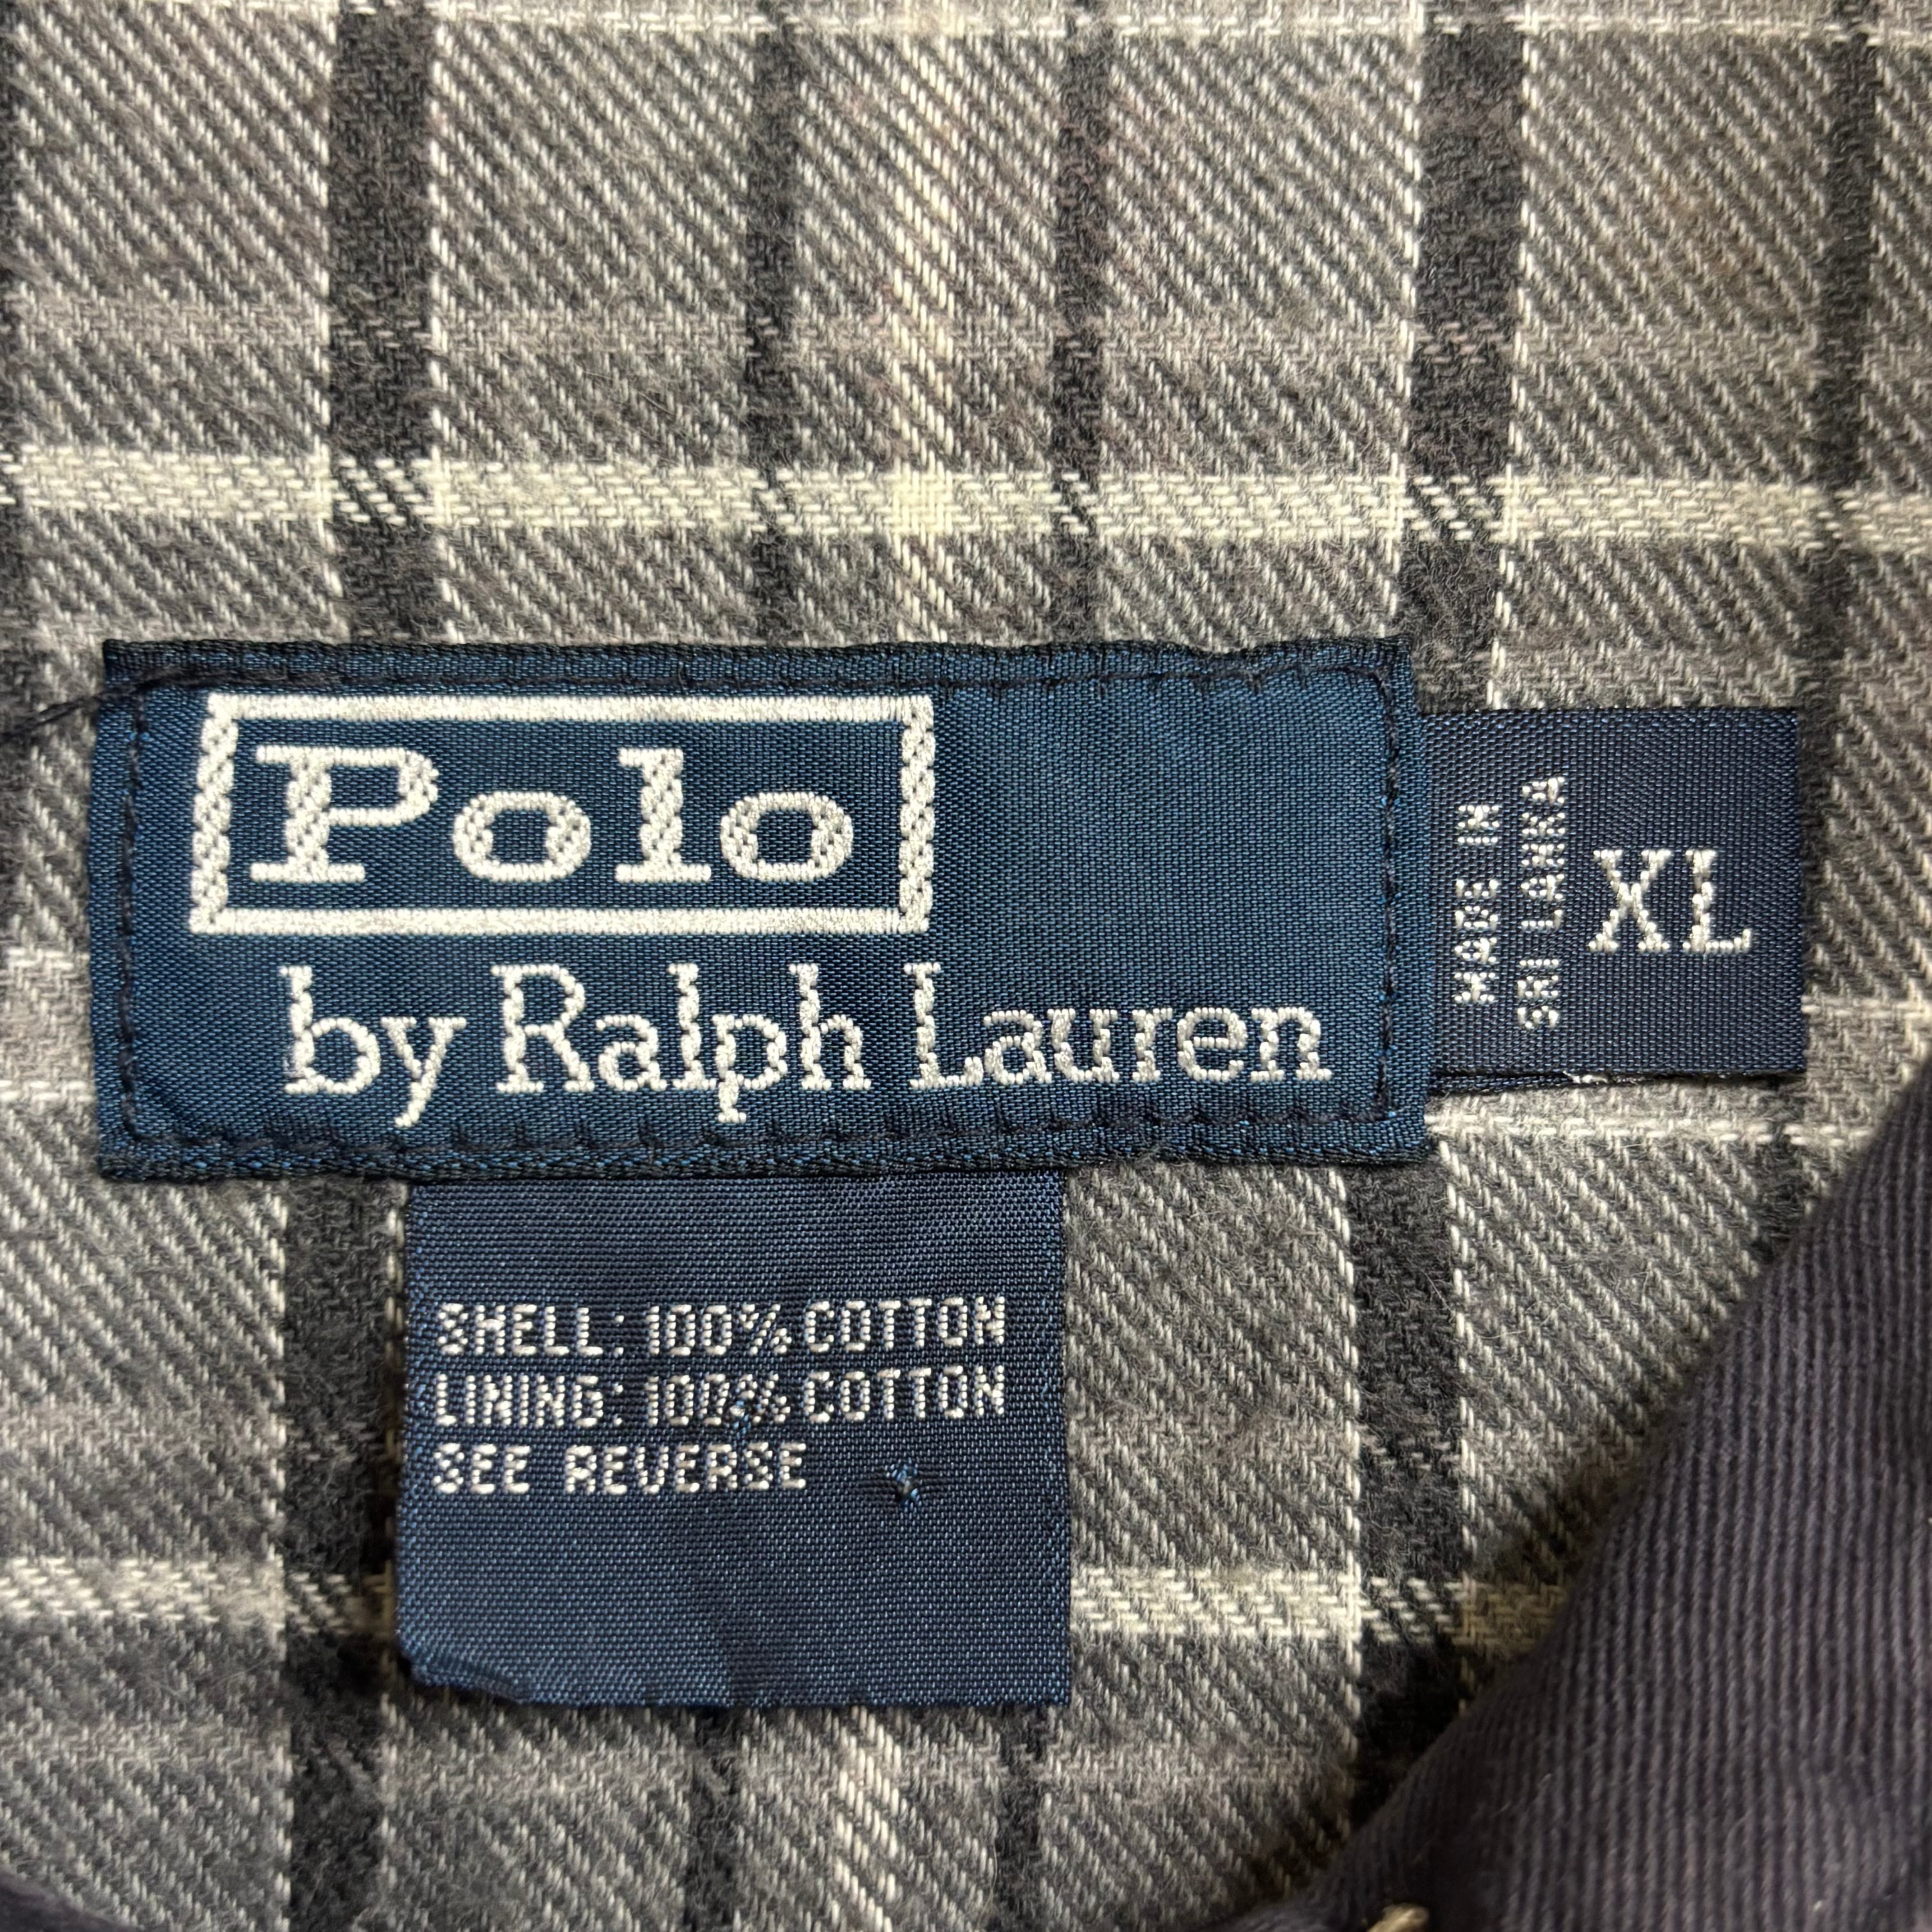 Polo
by Ralph Lauren
MADE IN
SRI LANKA
XL
SHELL: 100% COTTON
LINING: 100% COTTON
SEE REVERSE